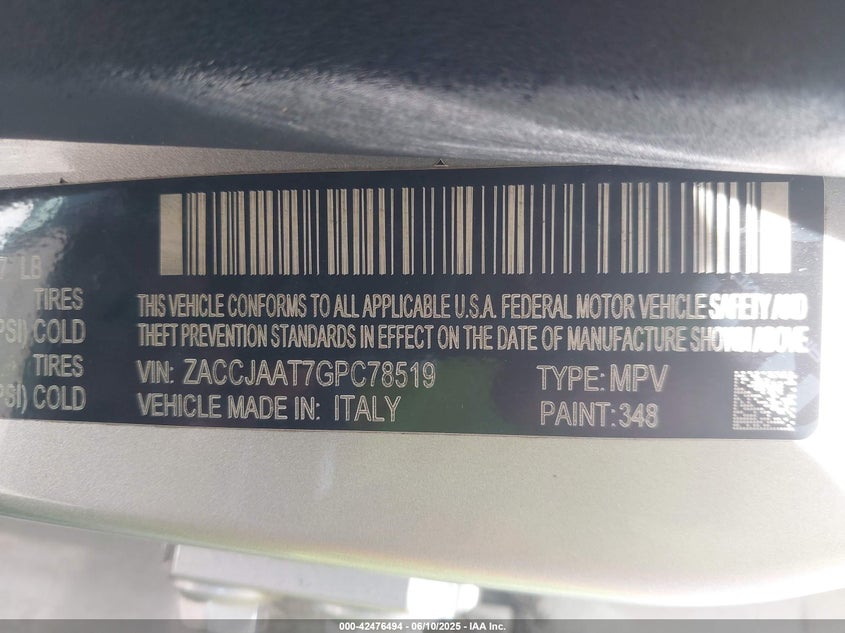 7 LB
TIRES
PSI) COLD
TIRES
PSI) COLD
THIS VEHICLE CONFORMS TO ALL APPLICABLE U.S.A. FEDERAL MOTOR VEHICLE SAFETY AND
THEFT PREVENTION STANDARDS IN EFFECT ON THE DATE OF MANUFACTURE SHOWN ABOVE.
VIN: ZACCJAAT7GPC78519 TYPE: MPV
VEHICLE MADE IN: ITALY PAINT: 348
000-42476494 - 06/10/2025 - IAA Inc.